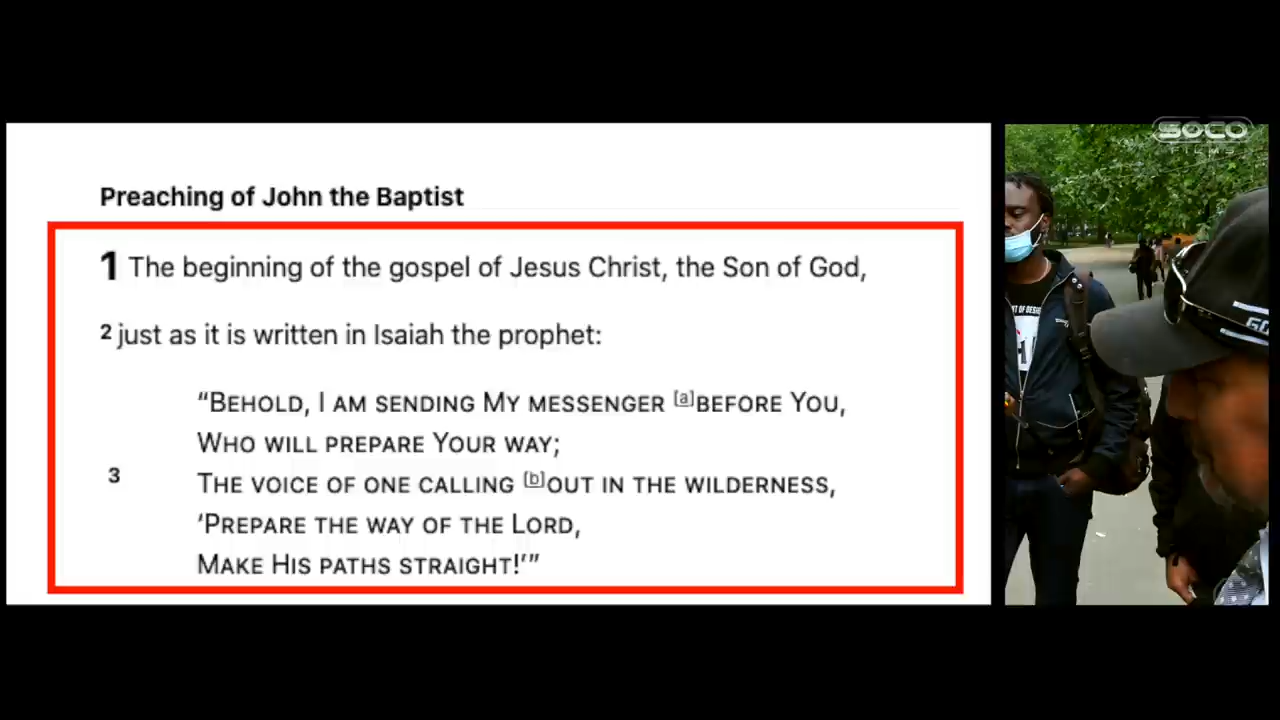 Preaching of John the Baptist
1 The beginning of the gospel of Jesus Christ, the Son of God,
2 just as it is written in Isaiah the prophet:
“BEHOLD, I AM SENDING MY MESSENGER [a]BEFORE YOU,
WHO WILL PREPARE YOUR WAY;
3 THE VOICE OF ONE CALLING [b]OUT IN THE WILDERNESS,
‘PREPARE THE WAY OF THE LORD,
MAKE HIS PATHS STRAIGHT!’”
SOCO
FILMS